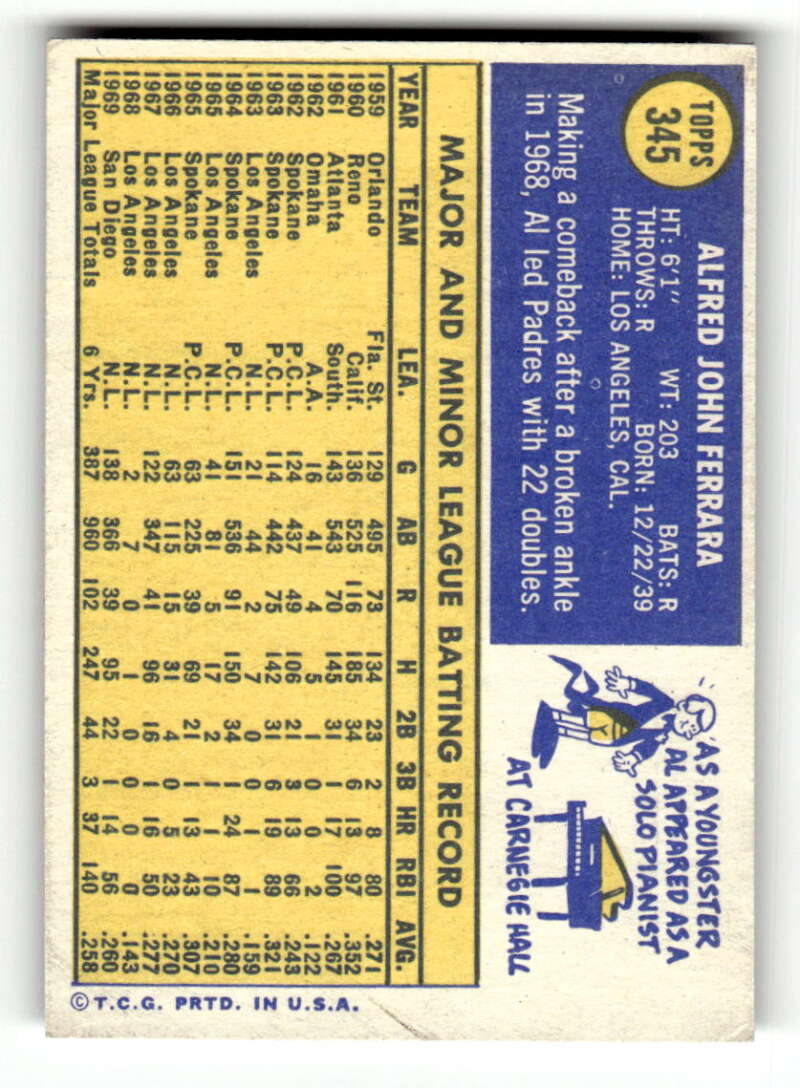 TOPPS
345
ALFRED JOHN FERRARA
HT: 6'1" WT: 203 BATS: R
THROWS: R BORN: 12/22/39
HOME: LOS ANGELES, CAL.
Making a comeback after a broken ankle
in 1968, Al led Padres with 22 doubles.
AS A YOUNGSTER
AL APPEARED AS A
SOLO PIANIST
AT CARNEGIE HALL
MAJOR AND MINOR LEAGUE BATTING RECORD
YEAR TEAM LEA. G AB R H 2B 3B HR RBI AVG.
1959 Orlando Fla. St. 129 495 73 134 23 2 8 80 .271
1960 Reno Calif. 136 525 116 185 34 6 13 97 .352
1961 Atlanta South. 143 543 70 145 31 1 17 100 .267
1962 Omaha A.A. 16 41 4 5 1 0 0 2 .122
1962 Spokane P.C.L. 124 437 49 106 21 3 13 66 .243
1963 Spokane P.C.L. 114 442 75 142 31 6 19 89 .321
1963 Los Angeles N.L. 21 44 2 7 0 0 1 1 .159
1964 Spokane P.C.L. 151 536 91 150 34 1 24 87 .280
1965 Los Angeles N.L. 41 81 5 17 2 1 1 10 .210
1965 Spokane P.C.L. 63 225 39 69 21 1 13 43 .307
1966 Los Angeles N.L. 63 115 15 31 4 0 5 23 .270
1967 Los Angeles N.L. 122 347 41 96 16 1 16 50 .277
1968 Los Angeles N.L. 2 7 0 1 0 0 0 0 .143
1969 San Diego N.L. 138 366 39 95 22 1 14 56 .260
Major League Totals 6 Yrs. 387 960 102 247 44 3 37 140 .258
© T.C.G. PRTD. IN U.S.A.